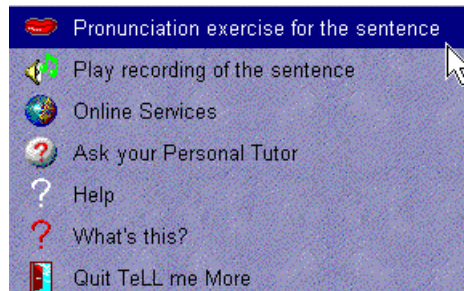 Pronunciation exercise for the sentence
Play recording of the sentence
Online Services
Ask your Personal Tutor
Help
What's this?
Quit TeLL me More